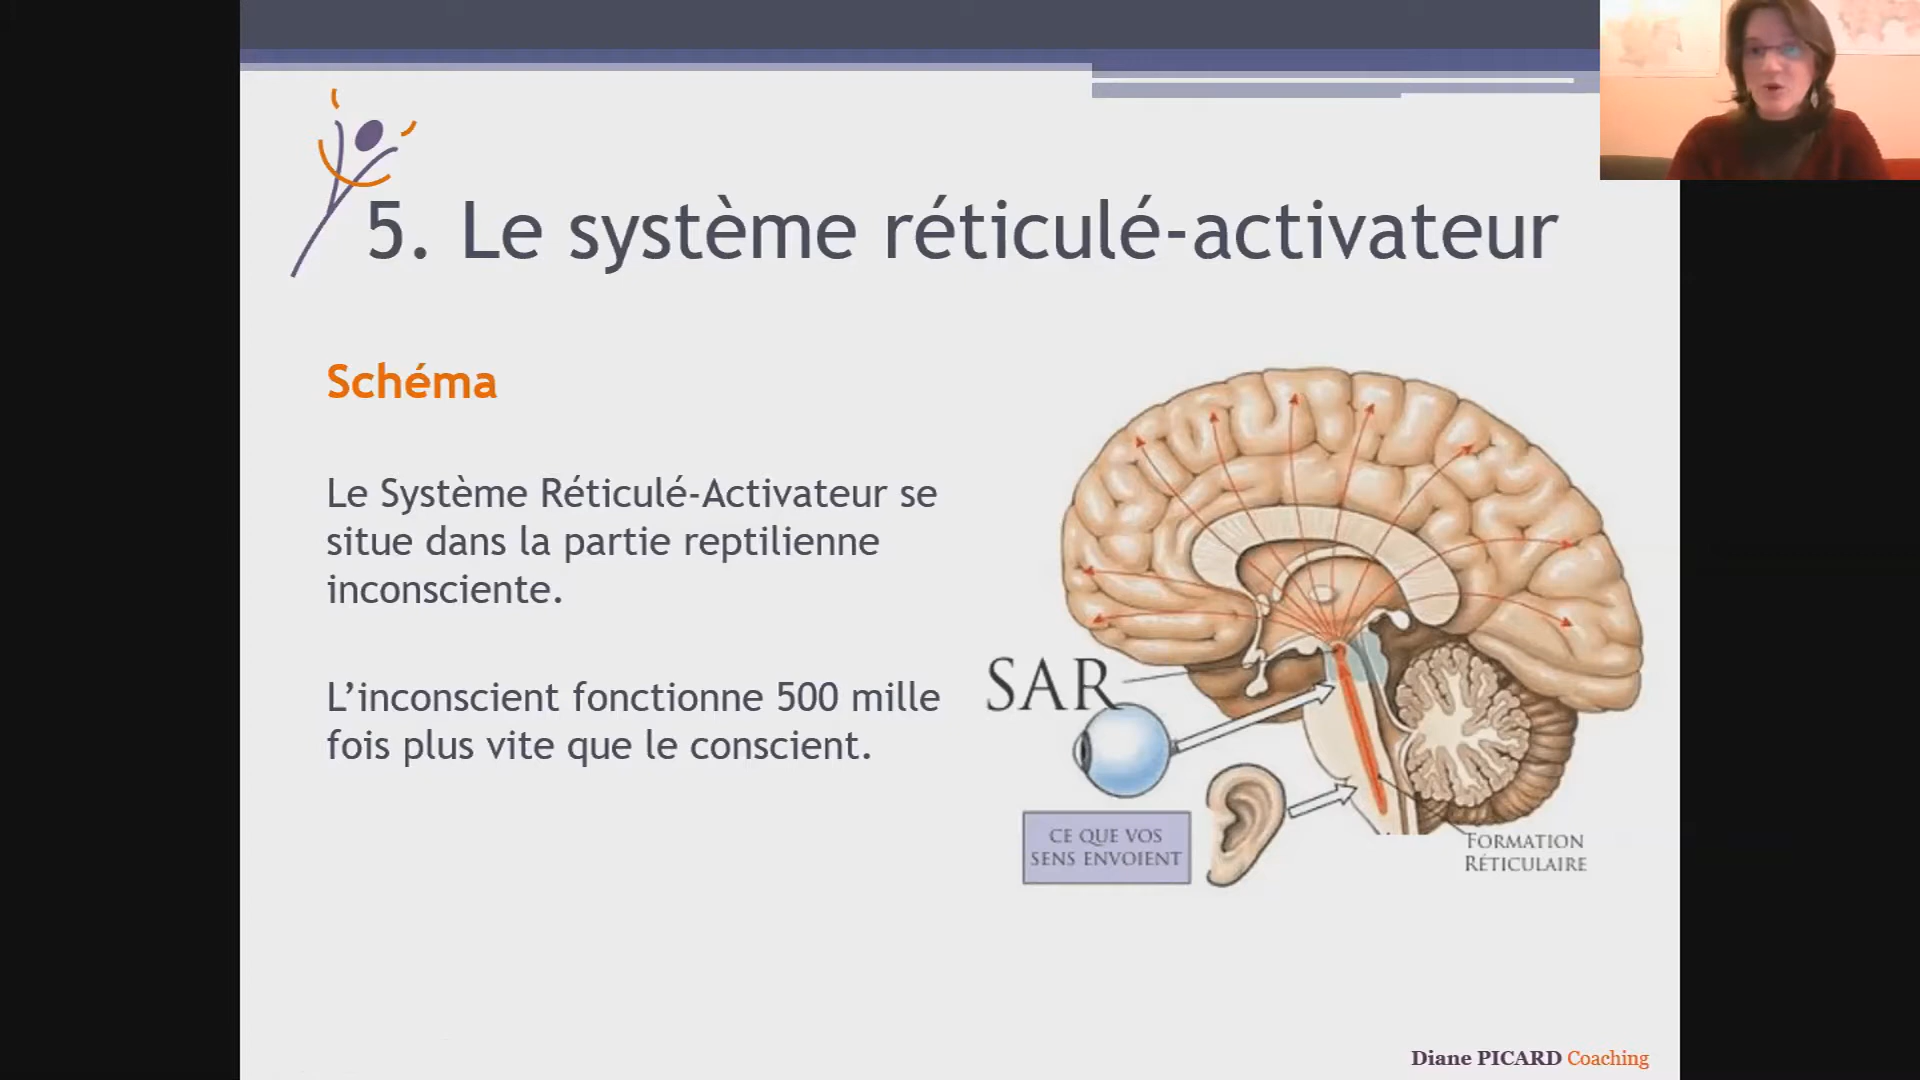 5. Le système réticulé-activateur
Schéma
Le Système Réticulé-Activateur se
situe dans la partie reptilienne
inconsciente.
L’inconscient fonctionne 500 mille
fois plus vite que le conscient.
SAR
CE QUE VOS
SENS ENVOIENT
FORMATION
RÉTICULAIRE
Diane PICARD Coaching